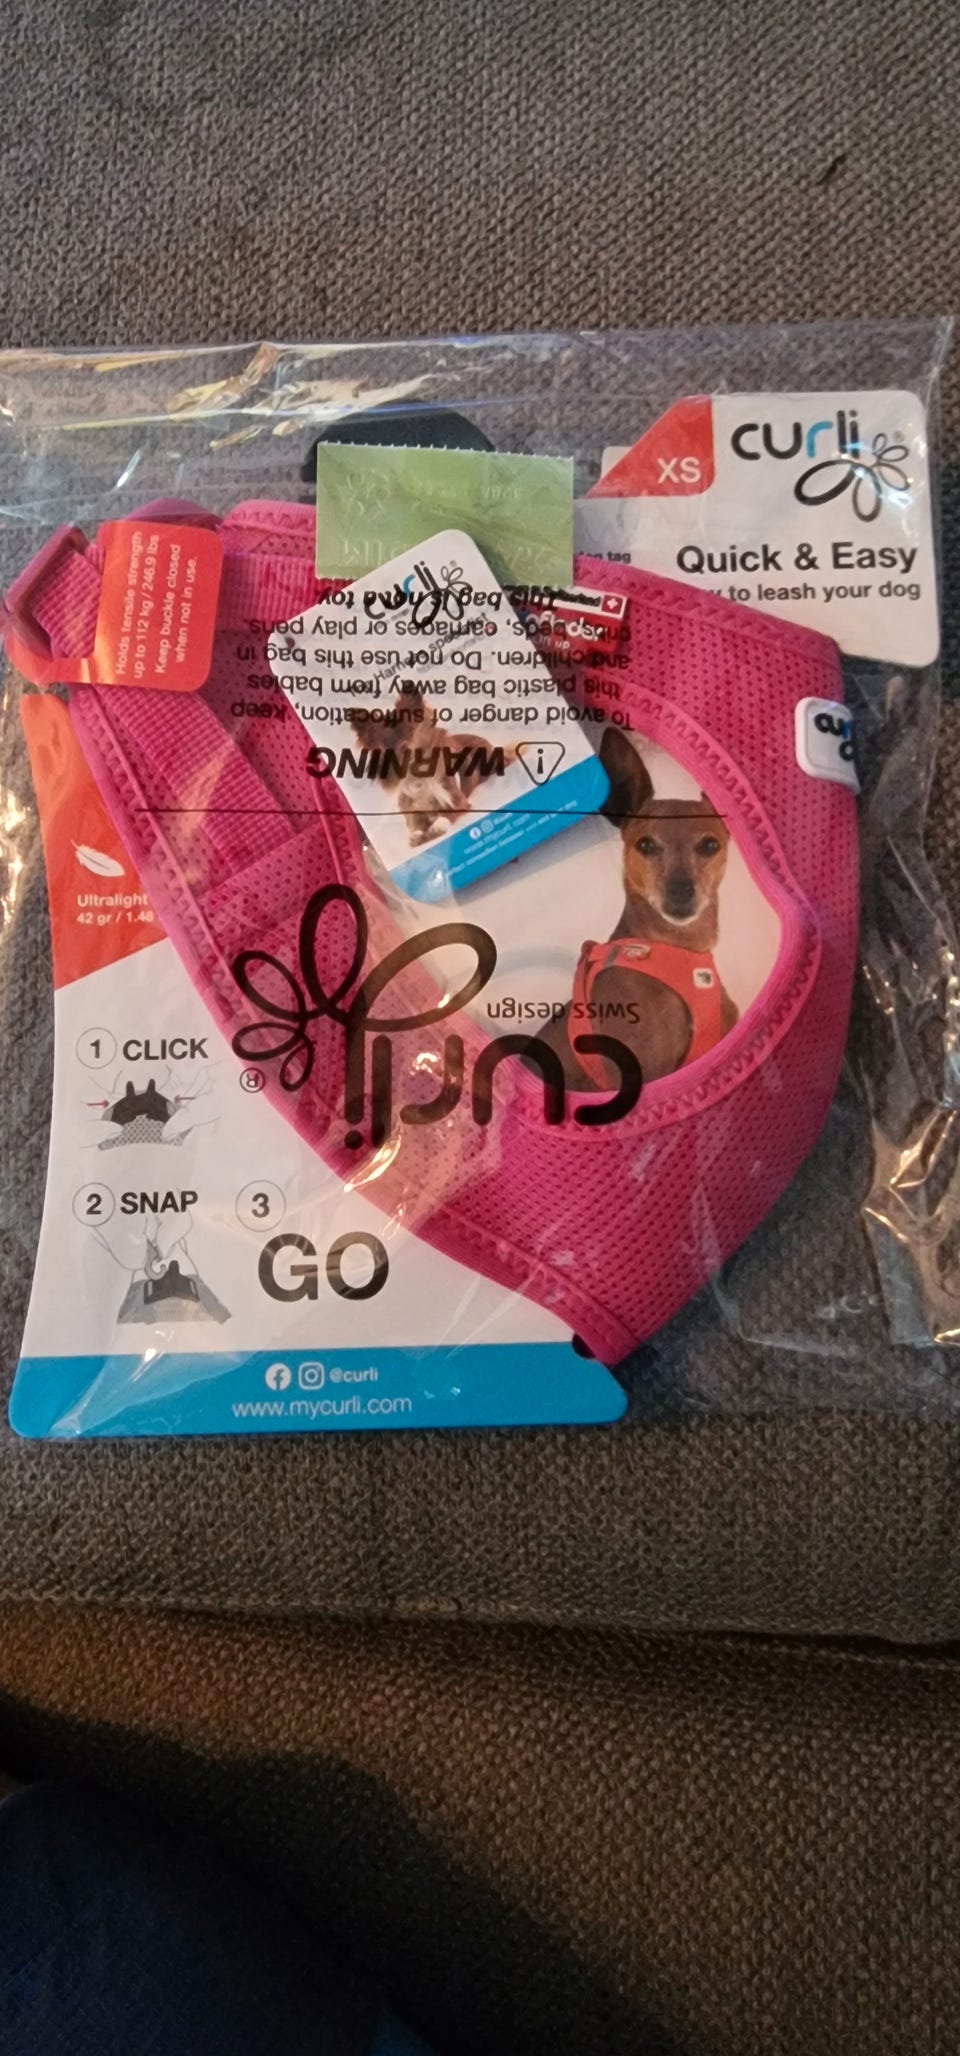 XS
curli
Quick & Easy
to leash your dog
Holds tensile strength
up to 112 kg / 246.9 lbs
Keep buckle closed
when not in use.
tag
curli
WARNING
To avoid danger of suffocation, keep
this plastic bag away from babies
and children. Do not use this bag in
cribs, beds, carriages or play pens.
This bag is not a toy
curli
Swiss design
®
Ultralight
42 gr / 1.48
1 CLICK
2 SNAP
3
GO
@curli
www.mycurli.com